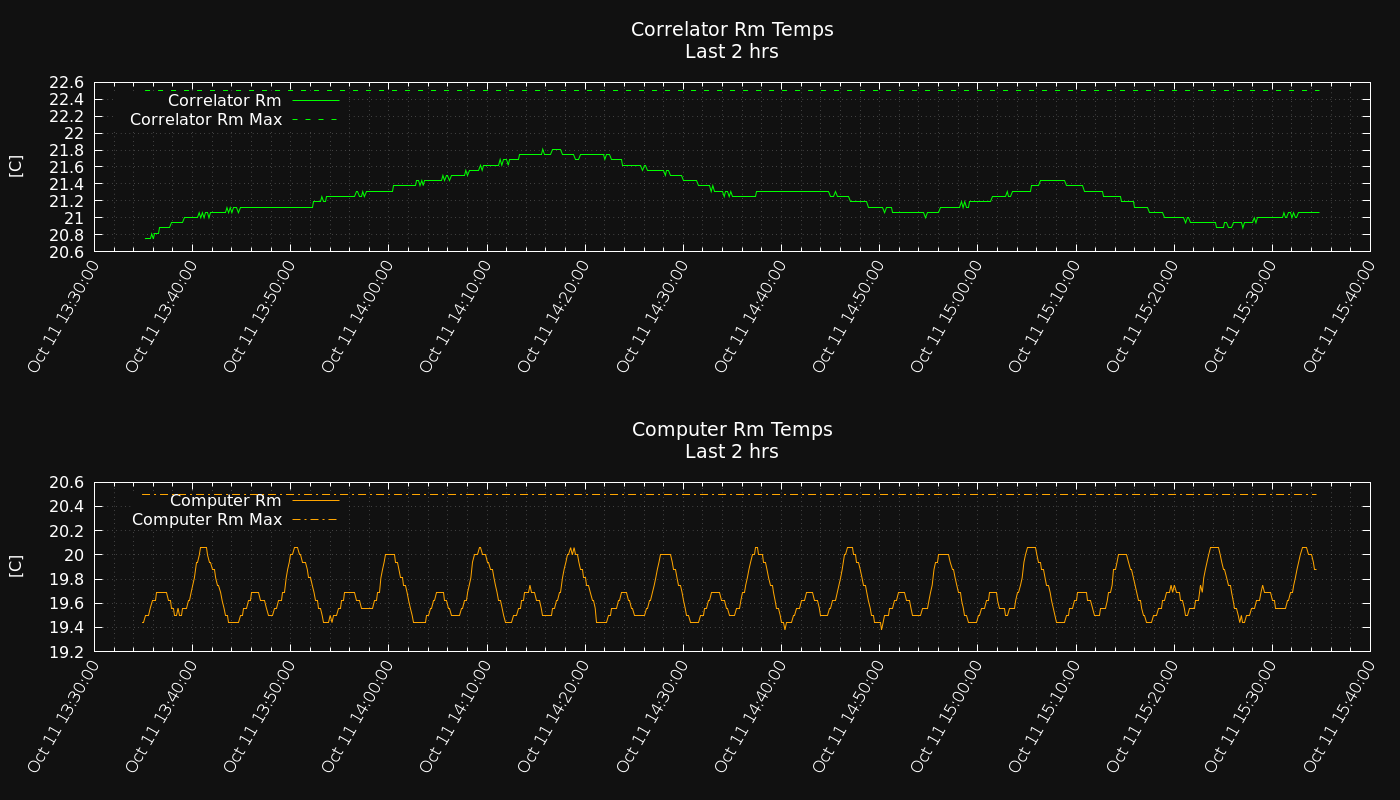 Correlator Rm Temps
Last 2 hrs
22.6
22.4
22.2
22
21.8
21.6
21.4
21.2
21
20.8
20.6
[C]
Correlator Rm
Correlator Rm Max
Oct 11 13:30:00
Oct 11 13:40:00
Oct 11 13:50:00
Oct 11 14:00:00
Oct 11 14:10:00
Oct 11 14:20:00
Oct 11 14:30:00
Oct 11 14:40:00
Oct 11 14:50:00
Oct 11 15:00:00
Oct 11 15:10:00
Oct 11 15:20:00
Oct 11 15:30:00
Oct 11 15:40:00
Computer Rm Temps
Last 2 hrs
20.6
20.4
20.2
20
19.8
19.6
19.4
19.2
[C]
Computer Rm
Computer Rm Max
Oct 11 13:30:00
Oct 11 13:40:00
Oct 11 13:50:00
Oct 11 14:00:00
Oct 11 14:10:00
Oct 11 14:20:00
Oct 11 14:30:00
Oct 11 14:40:00
Oct 11 14:50:00
Oct 11 15:00:00
Oct 11 15:10:00
Oct 11 15:20:00
Oct 11 15:30:00
Oct 11 15:40:00